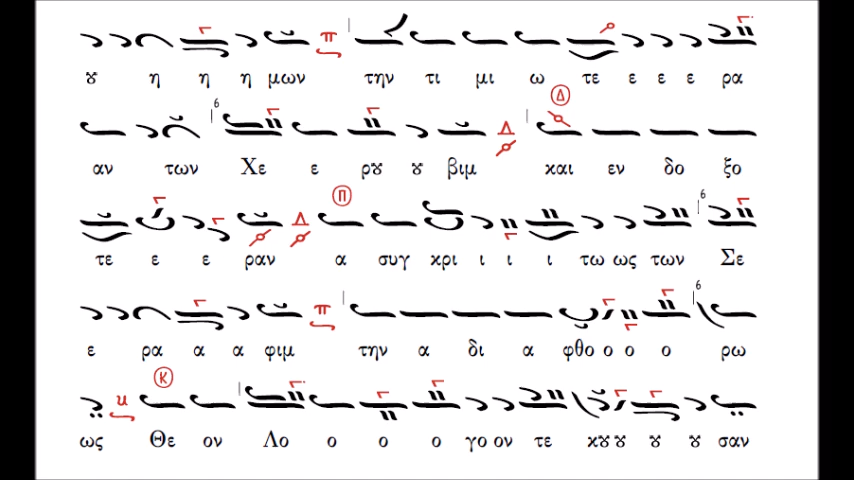 ȣ η η η μων την τι μι ω τε ε ε ε ρα
αν των Χε ε ρȣ ȣ βιμ και εν δο ξο
τε ε ε ραν α συγ κρι ι ι ι τω ως των Σε
ε ρα α α φιμ την α δι α φθο ο ο ο ρω
ως Θε ον Λο ο ο ο γο ον τε κȣ ȣ ȣ ȣ σαν